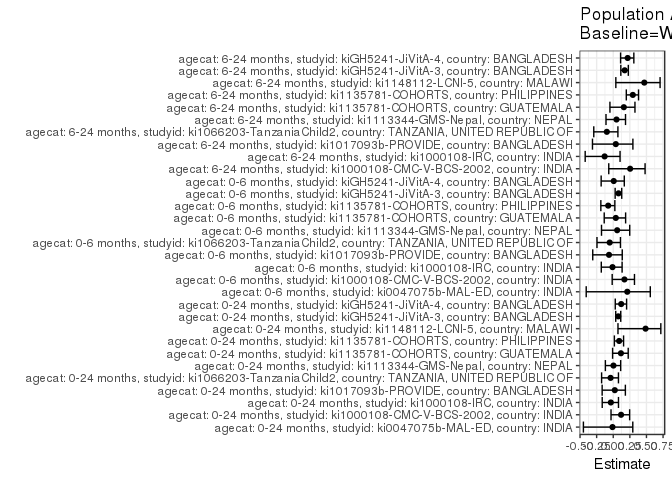 Population A
Baseline=W
agecat: 6-24 months, studyid: kiGH5241-JiVitA-4, country: BANGLADESH
agecat: 6-24 months, studyid: kiGH5241-JiVitA-3, country: BANGLADESH
agecat: 6-24 months, studyid: ki1148112-LCNI-5, country: MALAWI
agecat: 6-24 months, studyid: ki1135781-COHORTS, country: PHILIPPINES
agecat: 6-24 months, studyid: ki1135781-COHORTS, country: GUATEMALA
agecat: 6-24 months, studyid: ki1113344-GMS-Nepal, country: NEPAL
agecat: 6-24 months, studyid: ki1066203-TanzaniaChild2, country: TANZANIA, UNITED REPUBLIC OF
agecat: 6-24 months, studyid: ki1017093b-PROVIDE, country: BANGLADESH
agecat: 6-24 months, studyid: ki1000108-IRC, country: INDIA
agecat: 6-24 months, studyid: ki1000108-CMC-V-BCS-2002, country: INDIA
agecat: 0-6 months, studyid: kiGH5241-JiVitA-4, country: BANGLADESH
agecat: 0-6 months, studyid: kiGH5241-JiVitA-3, country: BANGLADESH
agecat: 0-6 months, studyid: ki1135781-COHORTS, country: PHILIPPINES
agecat: 0-6 months, studyid: ki1135781-COHORTS, country: GUATEMALA
agecat: 0-6 months, studyid: ki1113344-GMS-Nepal, country: NEPAL
agecat: 0-6 months, studyid: ki1066203-TanzaniaChild2, country: TANZANIA, UNITED REPUBLIC OF
agecat: 0-6 months, studyid: ki1017093b-PROVIDE, country: BANGLADESH
agecat: 0-6 months, studyid: ki1000108-IRC, country: INDIA
agecat: 0-6 months, studyid: ki1000108-CMC-V-BCS-2002, country: INDIA
agecat: 0-6 months, studyid: ki0047075b-MAL-ED, country: INDIA
agecat: 0-24 months, studyid: kiGH5241-JiVitA-4, country: BANGLADESH
agecat: 0-24 months, studyid: kiGH5241-JiVitA-3, country: BANGLADESH
agecat: 0-24 months, studyid: ki1148112-LCNI-5, country: MALAWI
agecat: 0-24 months, studyid: ki1135781-COHORTS, country: PHILIPPINES
agecat: 0-24 months, studyid: ki1135781-COHORTS, country: GUATEMALA
agecat: 0-24 months, studyid: ki1113344-GMS-Nepal, country: NEPAL
agecat: 0-24 months, studyid: ki1066203-TanzaniaChild2, country: TANZANIA, UNITED REPUBLIC OF
agecat: 0-24 months, studyid: ki1017093b-PROVIDE, country: BANGLADESH
agecat: 0-24 months, studyid: ki1000108-IRC, country: INDIA
agecat: 0-24 months, studyid: ki1000108-CMC-V-BCS-2002, country: INDIA
agecat: 0-24 months, studyid: ki0047075b-MAL-ED, country: INDIA
-0.50.250.000.250.500.75
Estimate